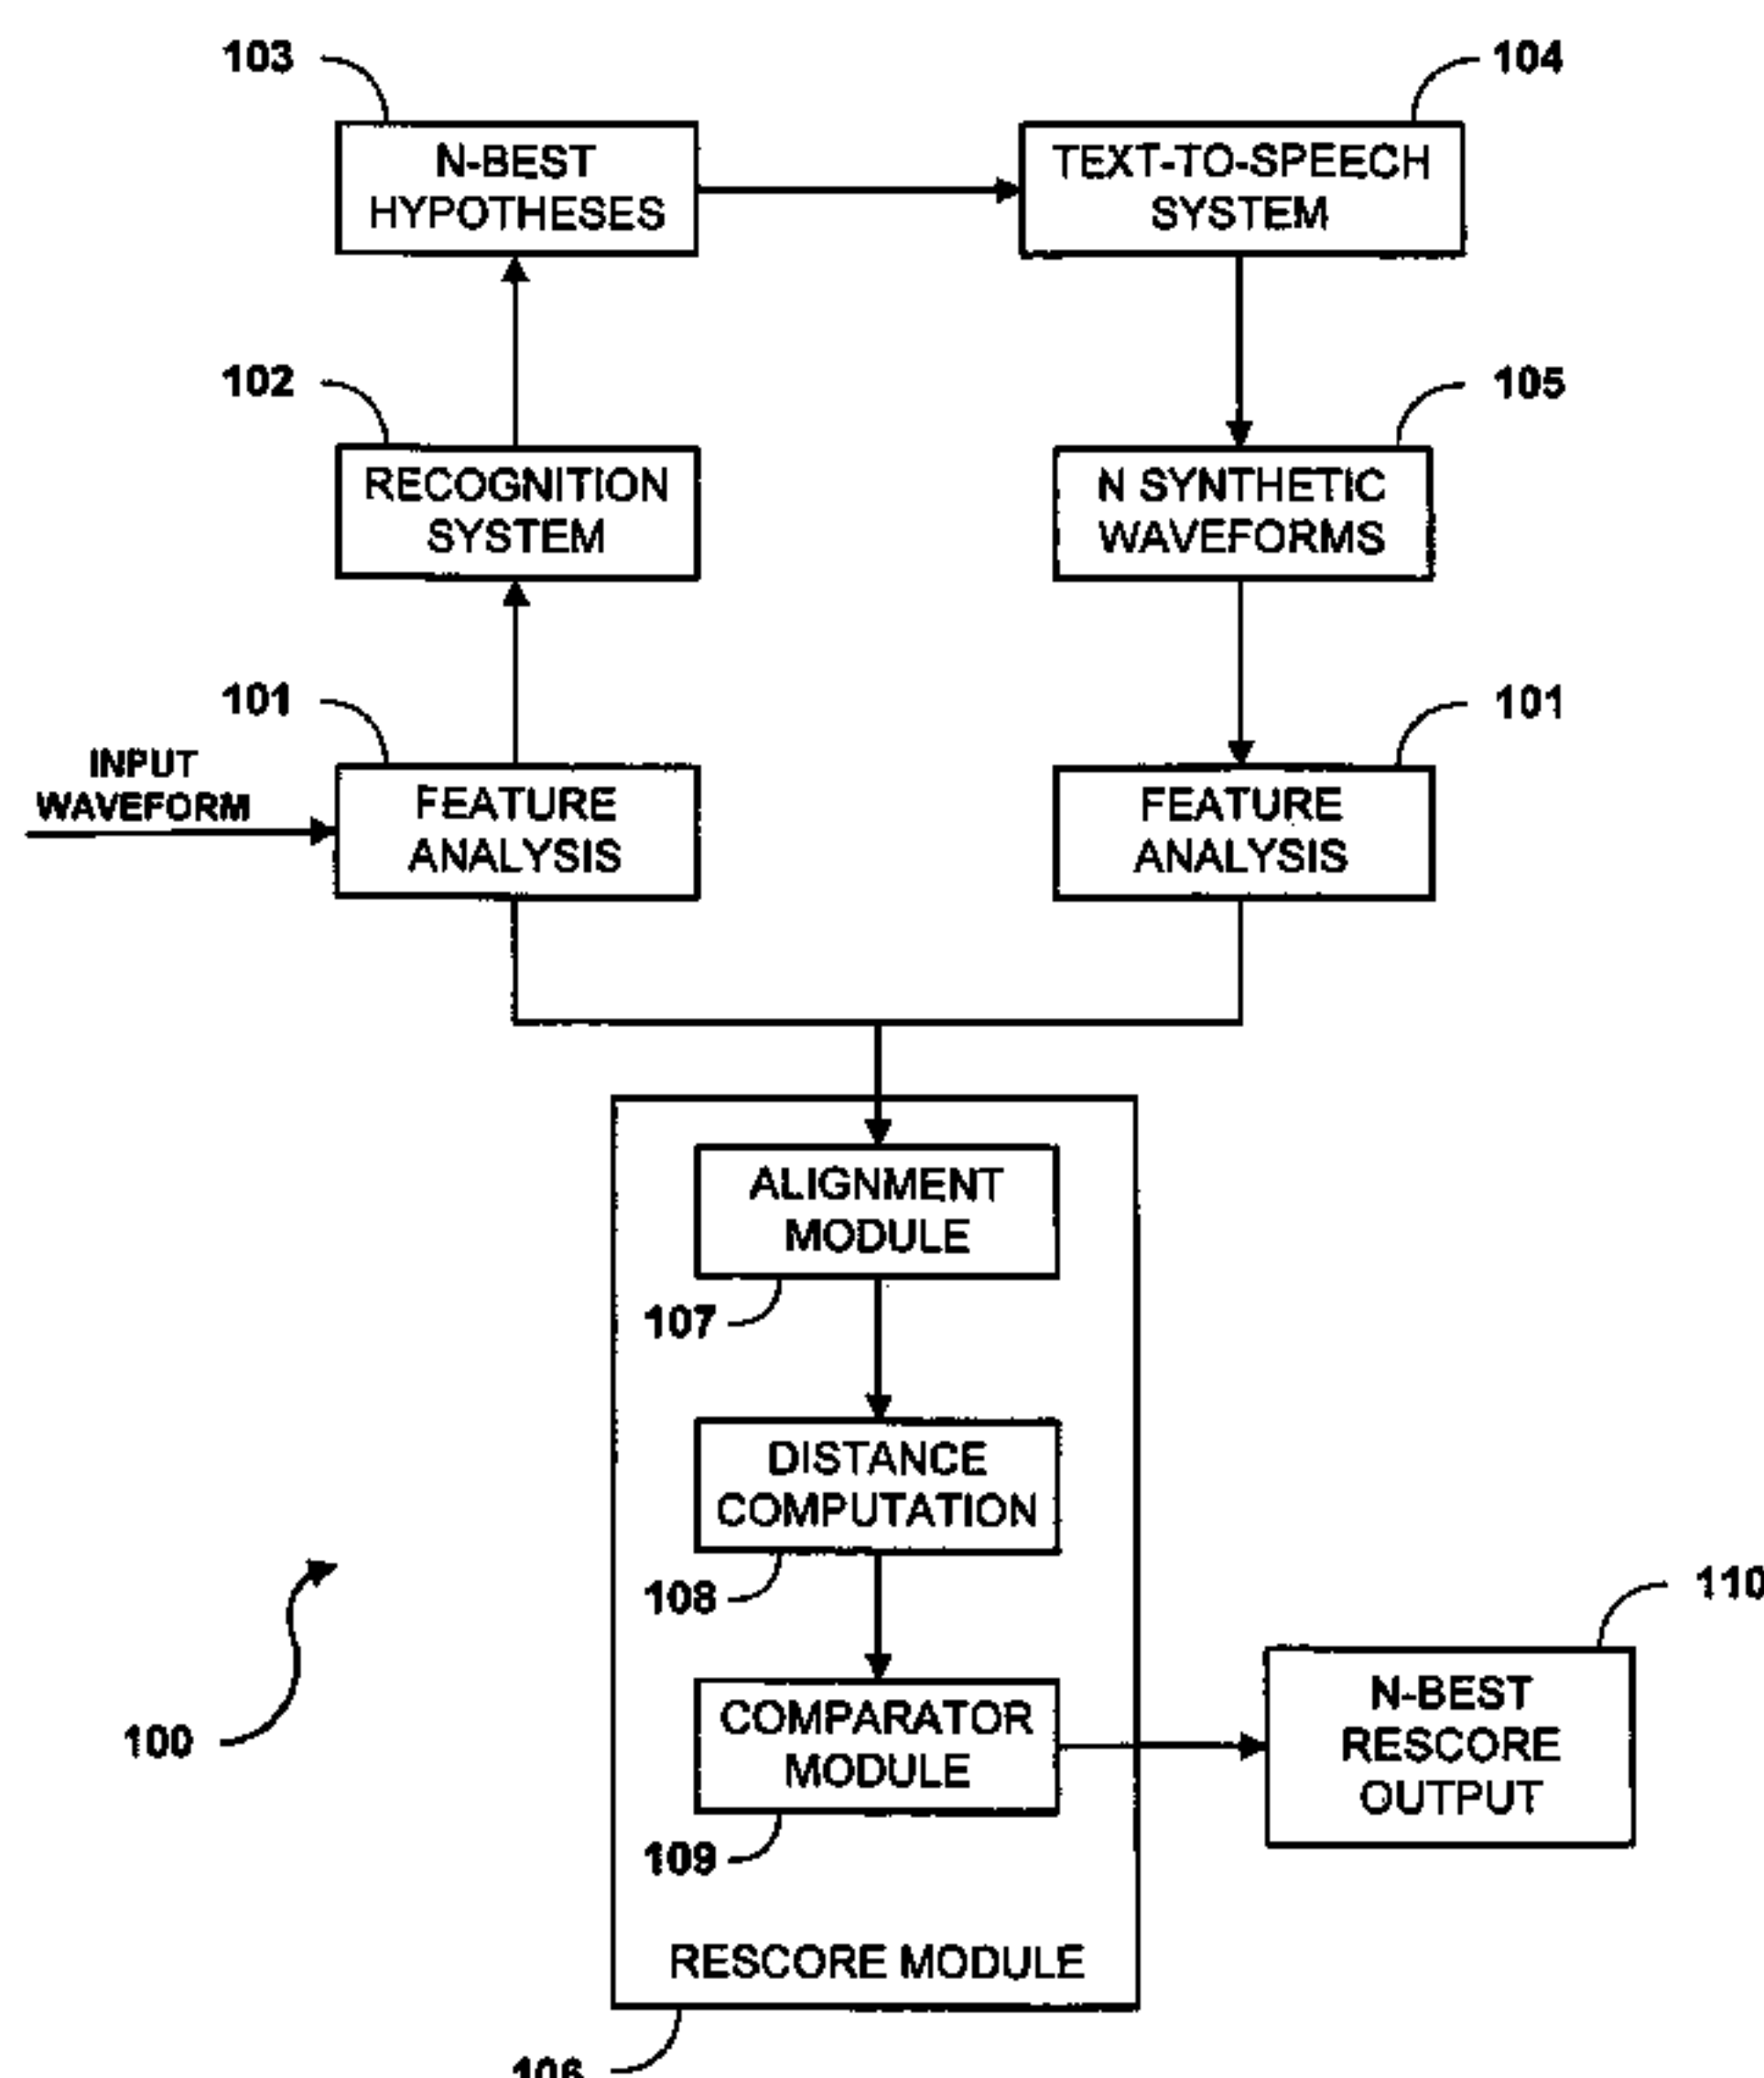 103
104
N-BEST
HYPOTHESES
TEXT-TO-SPEECH
SYSTEM
102
105
RECOGNITION
SYSTEM
N SYNTHETIC
WAVEFORMS
101
101
INPUT
WAVEFORM
FEATURE
ANALYSIS
FEATURE
ANALYSIS
ALIGNMENT
MODULE
107
DISTANCE
COMPUTATION
108
110
100
COMPARATOR
MODULE
N-BEST
RESCORE
OUTPUT
109
RESCORE MODULE
106